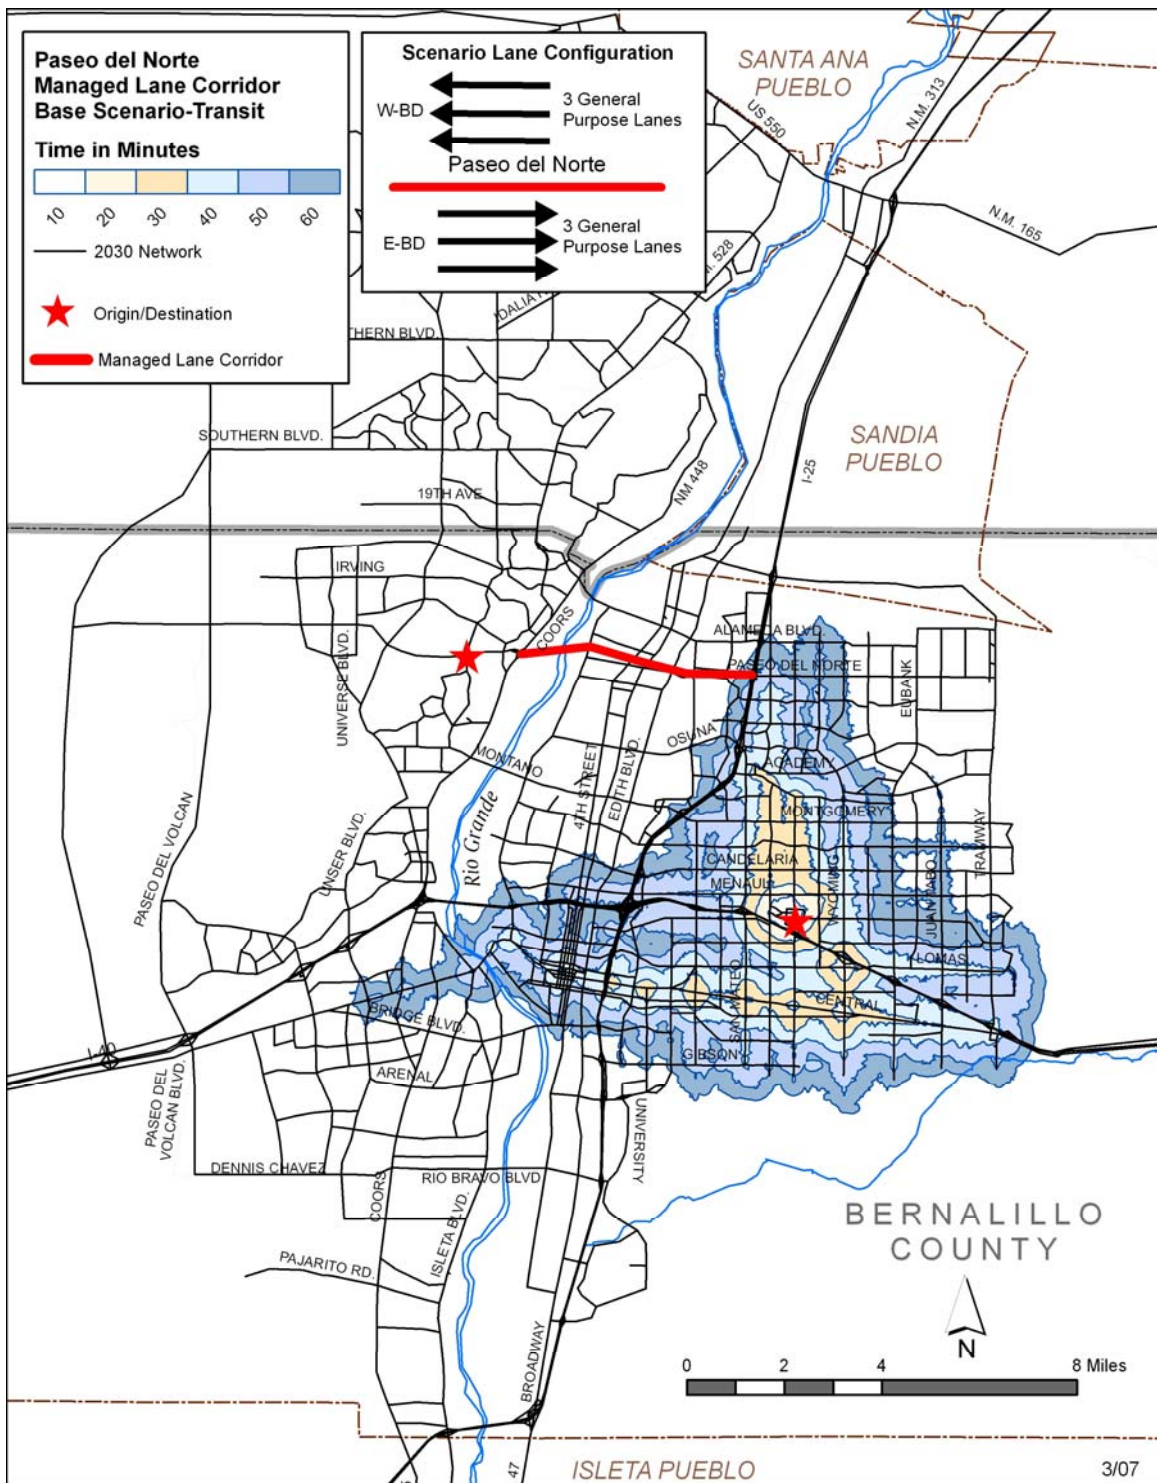 Paseo del Norte
Managed Lane Corridor
Base Scenario-Transit
Time in Minutes
10 20 30 40 50 60
2030 Network
Origin/Destination
Managed Lane Corridor
Scenario Lane Configuration
W-BD
3 General
Purpose Lanes
Paseo del Norte
E-BD
3 General
Purpose Lanes
SANTA ANA
PUEBLO
US 550
N.M. 313
N.M. 165
528
IDALIA
THERN BLVD.
SOUTHERN BLVD.
SANDIA
PUEBLO
I-25
NM 448
19TH AVE
IRVING
COORS
ALAMEDA BLVD.
PASEO DEL NORTE
UNIVERSE BLVD.
EUBANK
OSUNA
MONTANO
ACADEMY
4TH STREET
EDITH BLVD.
Rio Grande
MONTGOMERY
PASEO DEL VOLCAN
UNSER BLVD.
TRAMWAY
CANDELARIA
MENAUL
WYOMING
JUAN TABO
LOMAS
SAN MATEO
CENTRAL
BRIDGE BLVD.
I-40
GIBSON
ARENAL
PASEO DEL
VOLCAN BLVD.
UNIVERSITY
DENNIS CHAVEZ
RIO BRAVO BLVD
COORS
ISLETA BLVD.
BERNALILLO
COUNTY
PAJARITO RD.
N
BROADWAY
0 2 4 8 Miles
47
ISLETA PUEBLO
3/07